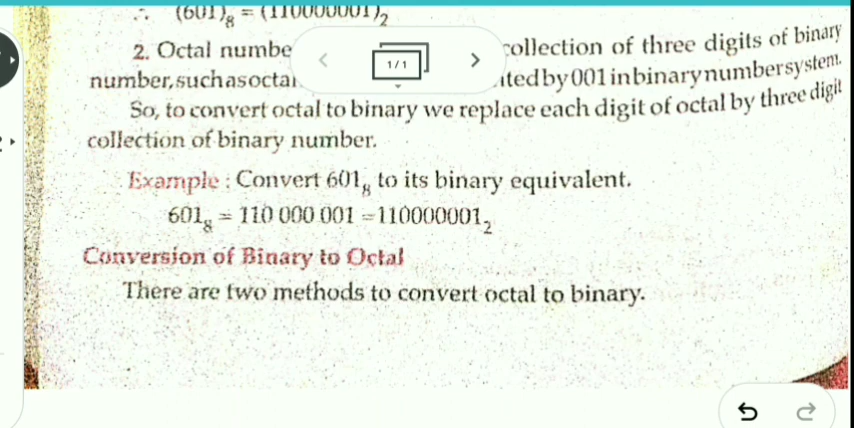 ∴ (601)₈ = (110000001)₂
2. Octal numbe
collection of three digits of binary
1 / 1
number, such as octal
ted by 001 in binary number system.
So, to convert octal to binary we replace each digit of octal by three digit
collection of binary number.
Example : Convert 601₈ to its binary equivalent.
601₈ = 110 000 001 = 110000001₂
Conversion of Binary to Octal
There are two methods to convert octal to binary.